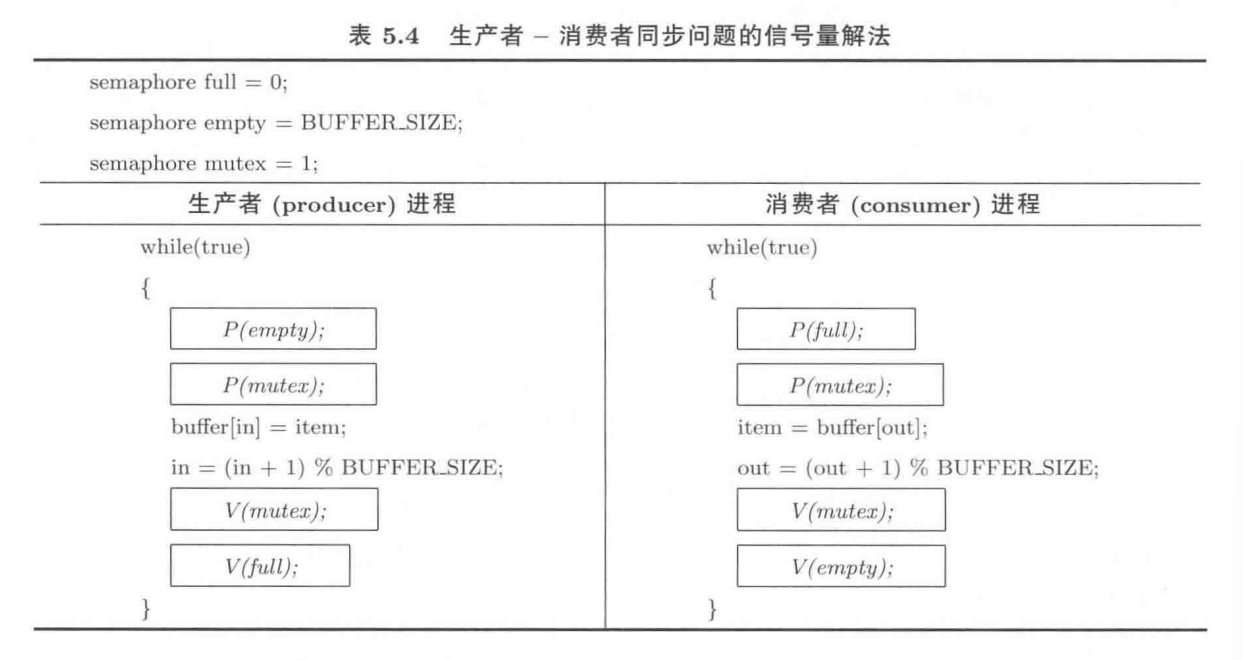 表 5.4 生产者 – 消费者同步问题的信号量解法
semaphore full = 0;
semaphore empty = BUFFER_SIZE;
semaphore mutex = 1;
生产者 (producer) 进程
while(true)
{
P(empty);
P(mutex);
buffer[in] = item;
in = (in + 1) % BUFFER_SIZE;
V(mutex);
V(full);
}
消费者 (consumer) 进程
while(true)
{
P(full);
P(mutex);
item = buffer[out];
out = (out + 1) % BUFFER_SIZE;
V(mutex);
V(empty);
}